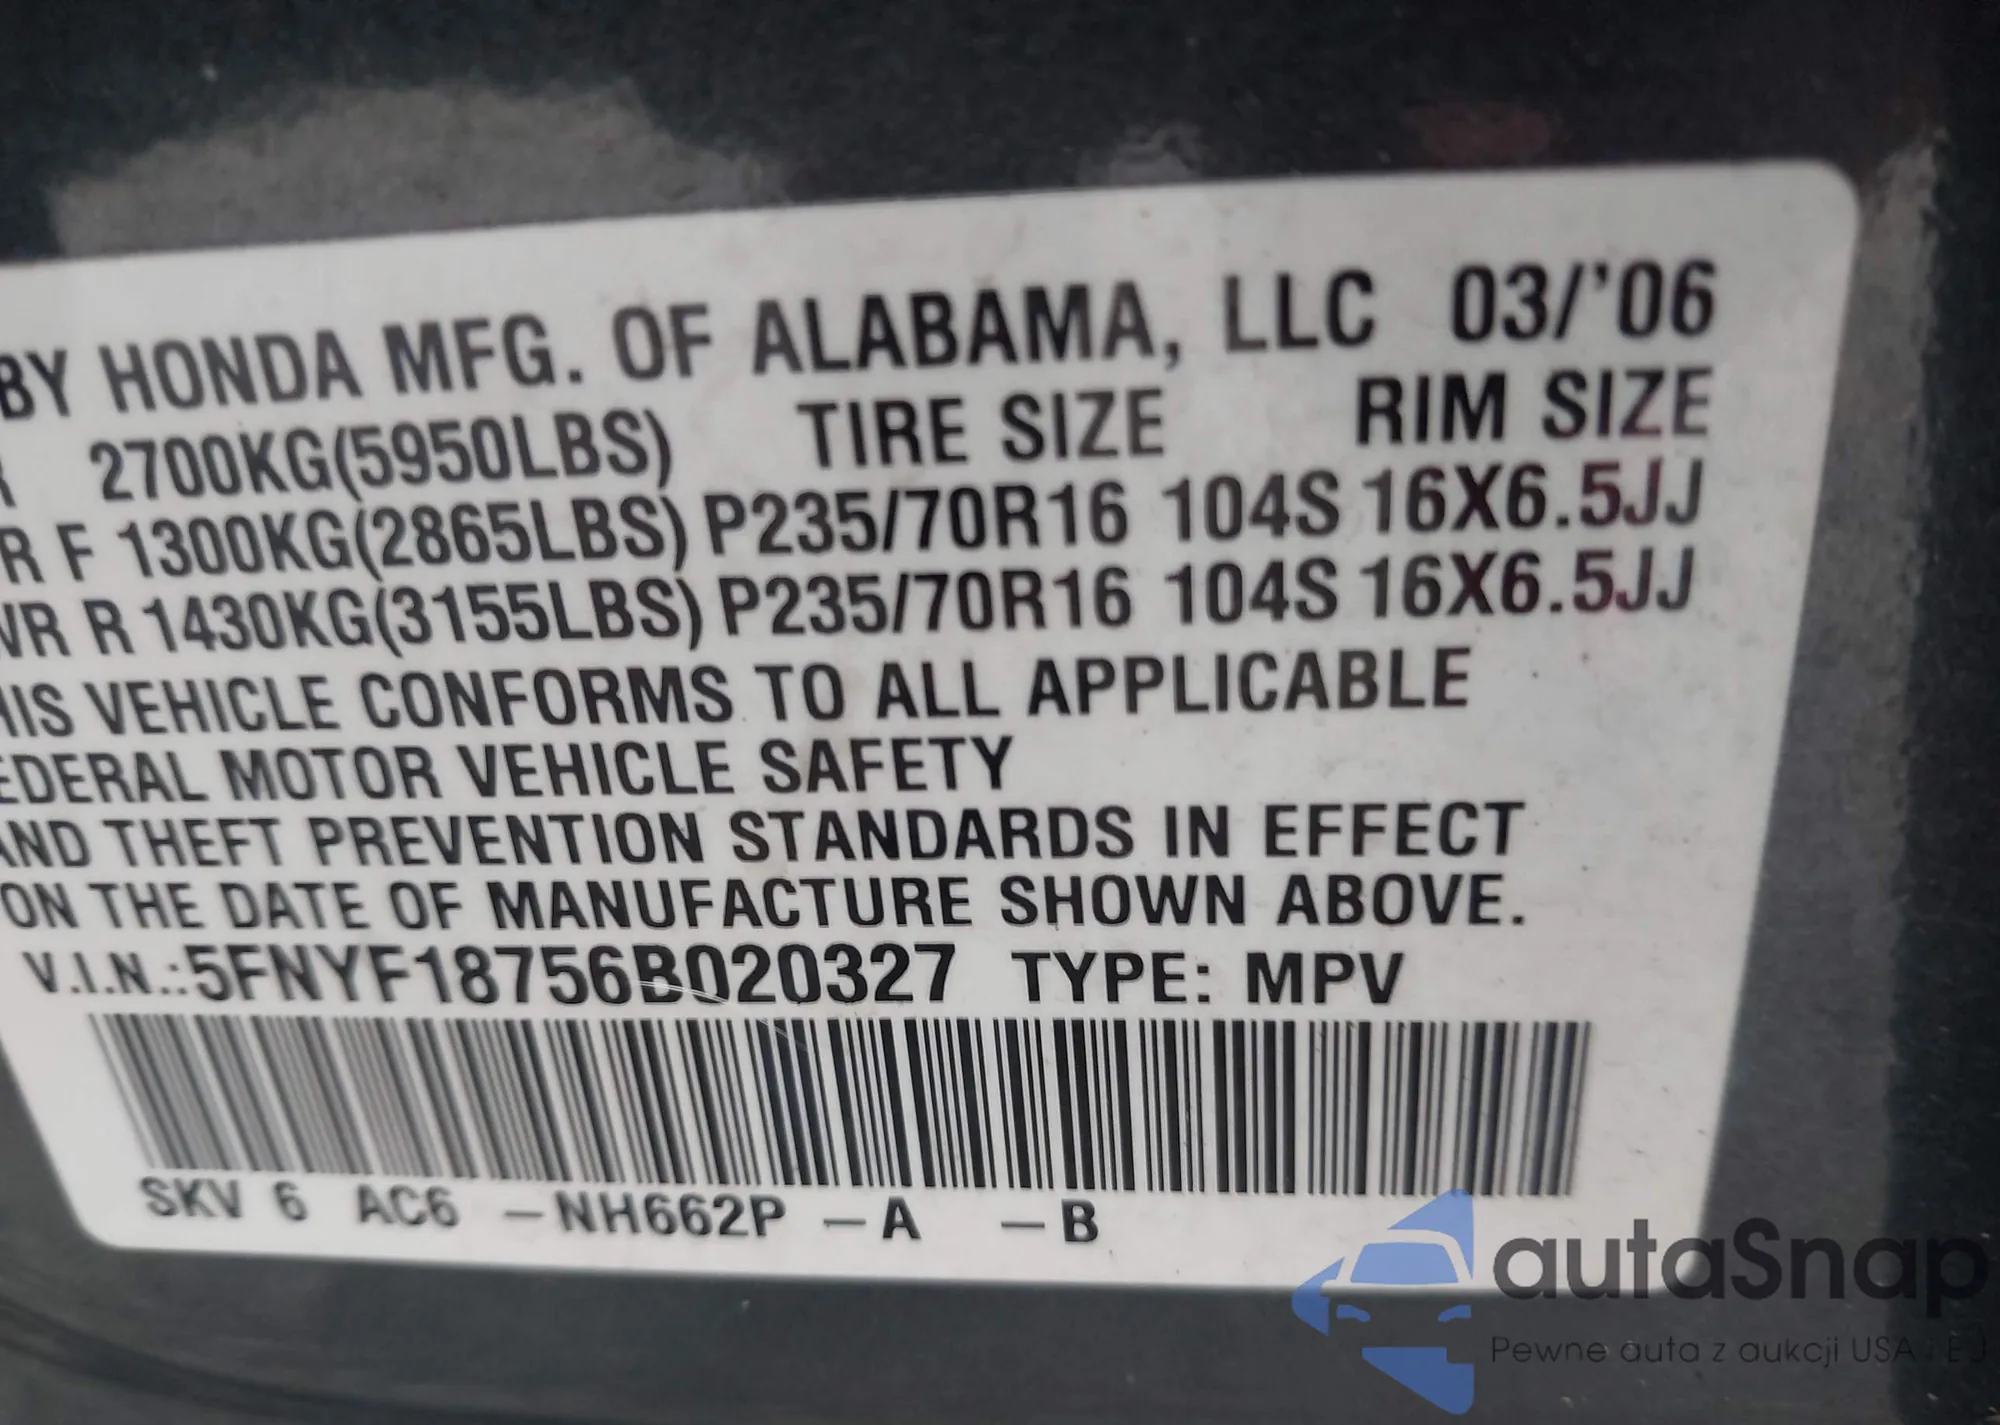 BY HONDA MFG. OF ALABAMA, LLC 03/'06
2700KG(5950LBS) TIRE SIZE RIM SIZE
R F 1300KG(2865LBS) P235/70R16 104S 16X6.5JJ
WR R 1430KG(3155LBS) P235/70R16 104S 16X6.5JJ
HIS VEHICLE CONFORMS TO ALL APPLICABLE
EDERAL MOTOR VEHICLE SAFETY
AND THEFT PREVENTION STANDARDS IN EFFECT
ON THE DATE OF MANUFACTURE SHOWN ABOVE.
V.I.N.:5FNYF18756B020327 TYPE: MPV
SKV 6 AC6 –NH662P –A –B
autaSnap
Pewne auta z aukcji USA i EJ